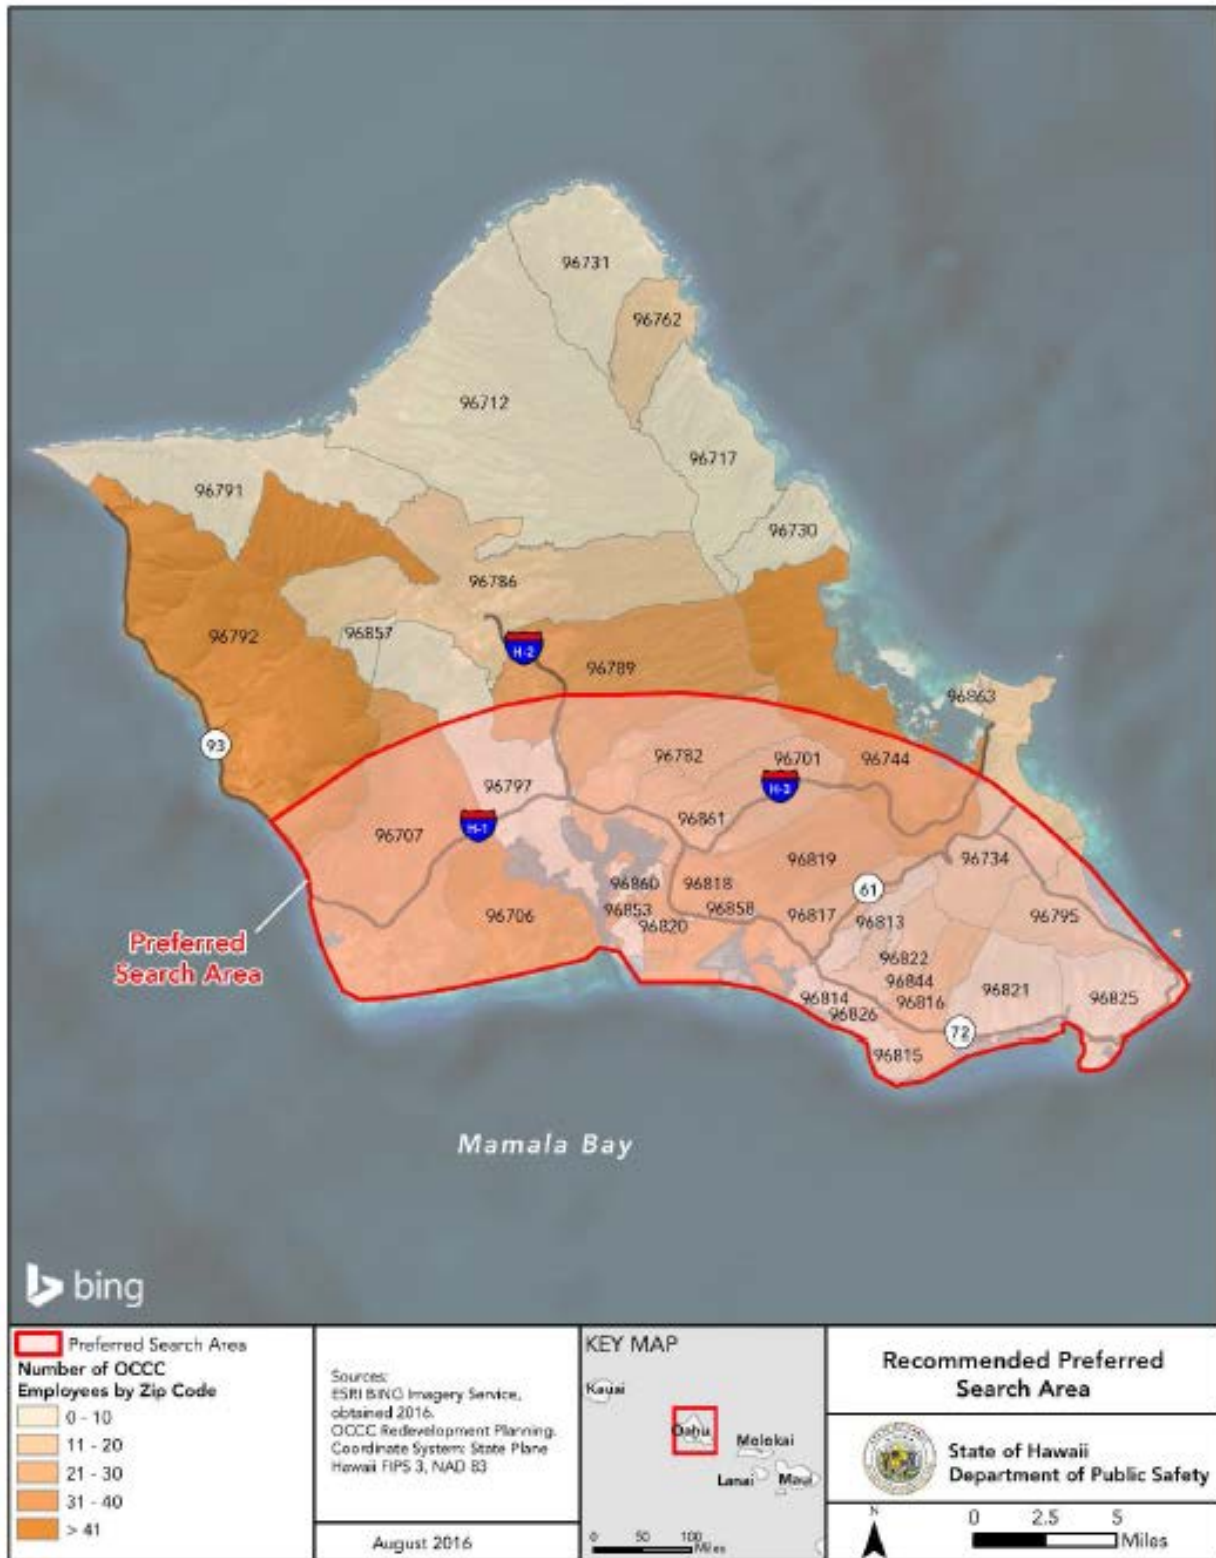 96731
96762
96712
96717
96791
96730
96786
96792
96857
H-2
96789
96863
93
96782
96701
96744
96797
H-3
H-1
96861
96707
96819
96734
96860
96818
61
96706
96853
96858
96817
96813
96795
96820
Preferred
Search Area
96822
96844
96821
96814
96816
96825
96826
72
96815
Mamala Bay
bing
Preferred Search Area
Number of OCCC
Employees by Zip Code
0 - 10
11 - 20
21 - 30
31 - 40
> 41
Sources:
ESRI BING Imagery Service,
obtained 2016.
OCCC Redevelopment Planning.
Coordinate System: State Plane
Hawaii FIPS 3, NAD 83
August 2016
KEY MAP
Kauai
Oahu
Molokai
Lanai
Maui
0 50 100
Miles
Recommended Preferred
Search Area
State of Hawaii
Department of Public Safety
N
0 2.5 5
Miles